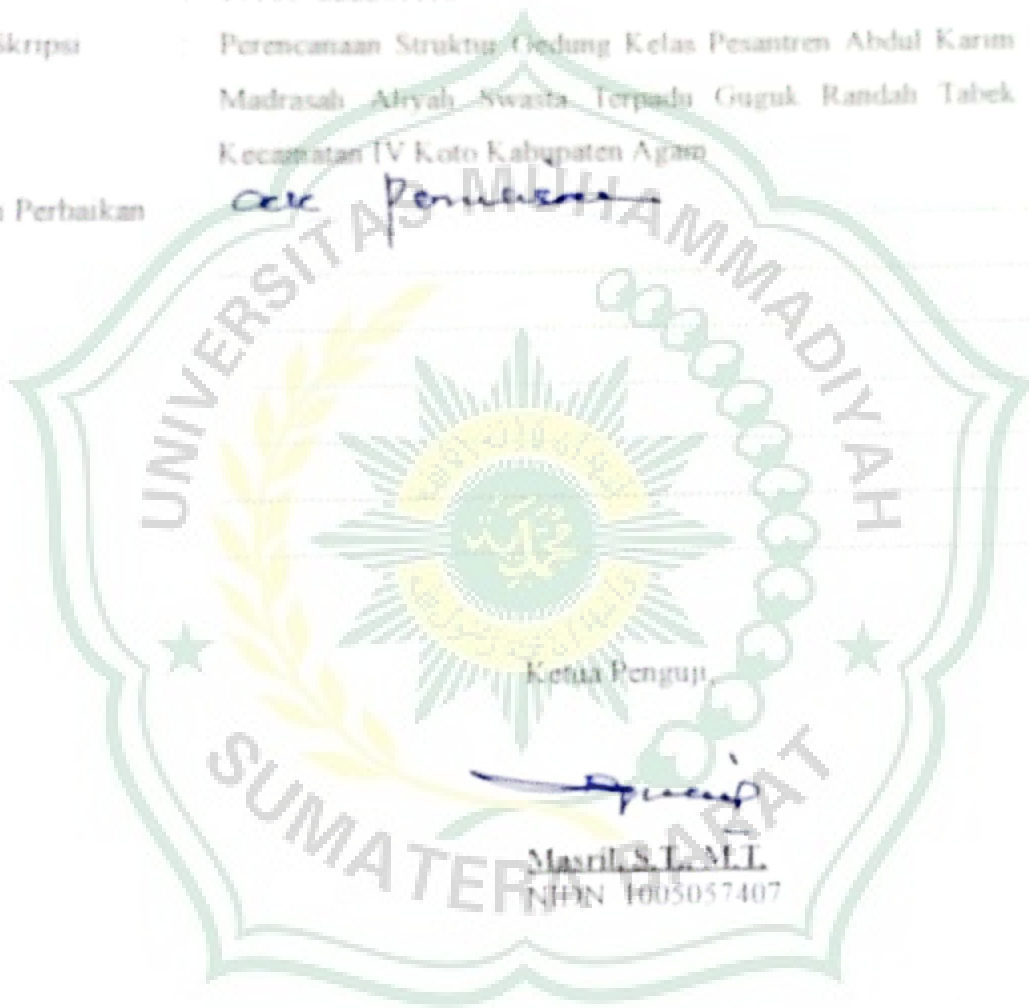 Skripsi : Perencanaan Struktur Gedung Kelas Pesantren Abdul Karim
Madrasah Aliyah Swasta Terpadu Guguk Randah Tabek
Kecamatan IV Koto Kabupaten Agam
Perbaikan
UNIVERSITAS MUHAMMADIYAH
Ketua Penguji,
SUMATERA BARAT
Masril, S.T., M.T.
NIDN 1005057407